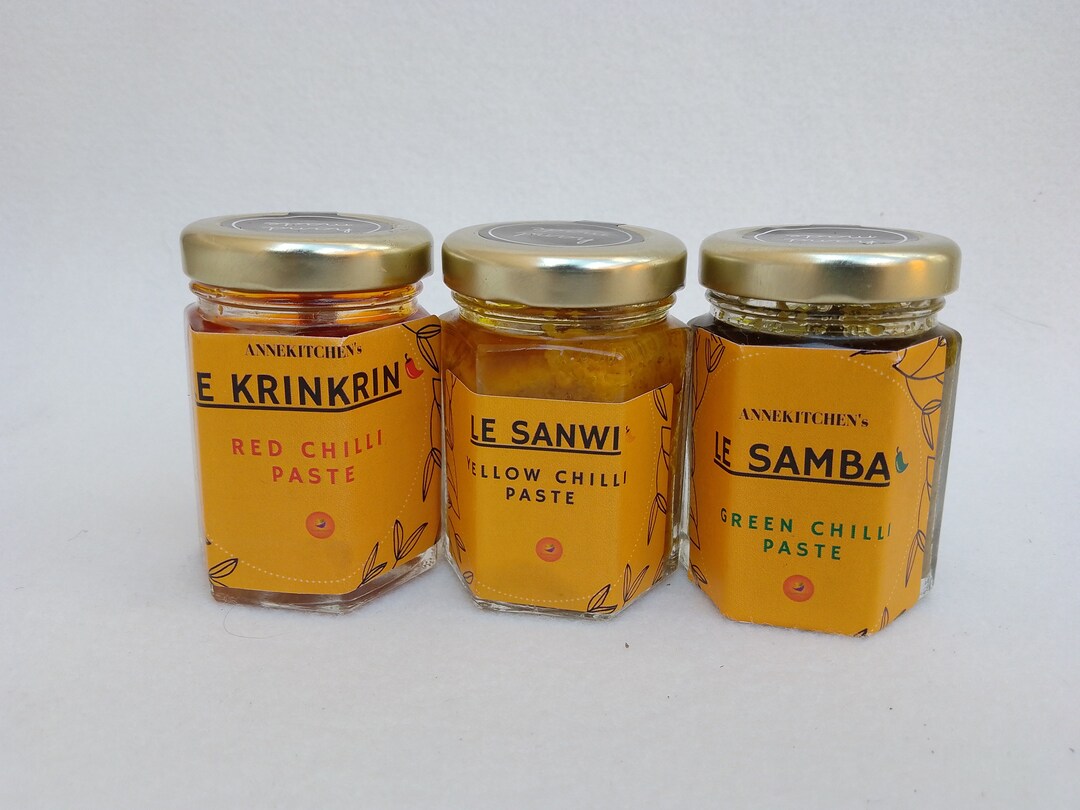 ANNEKITCHEN's
E KRINKRIN
RED CHILLI
PASTE
LE SANWI
YELLOW CHILLI
PASTE
ANNEKITCHEN's
LE SAMBA
GREEN CHILLI
PASTE